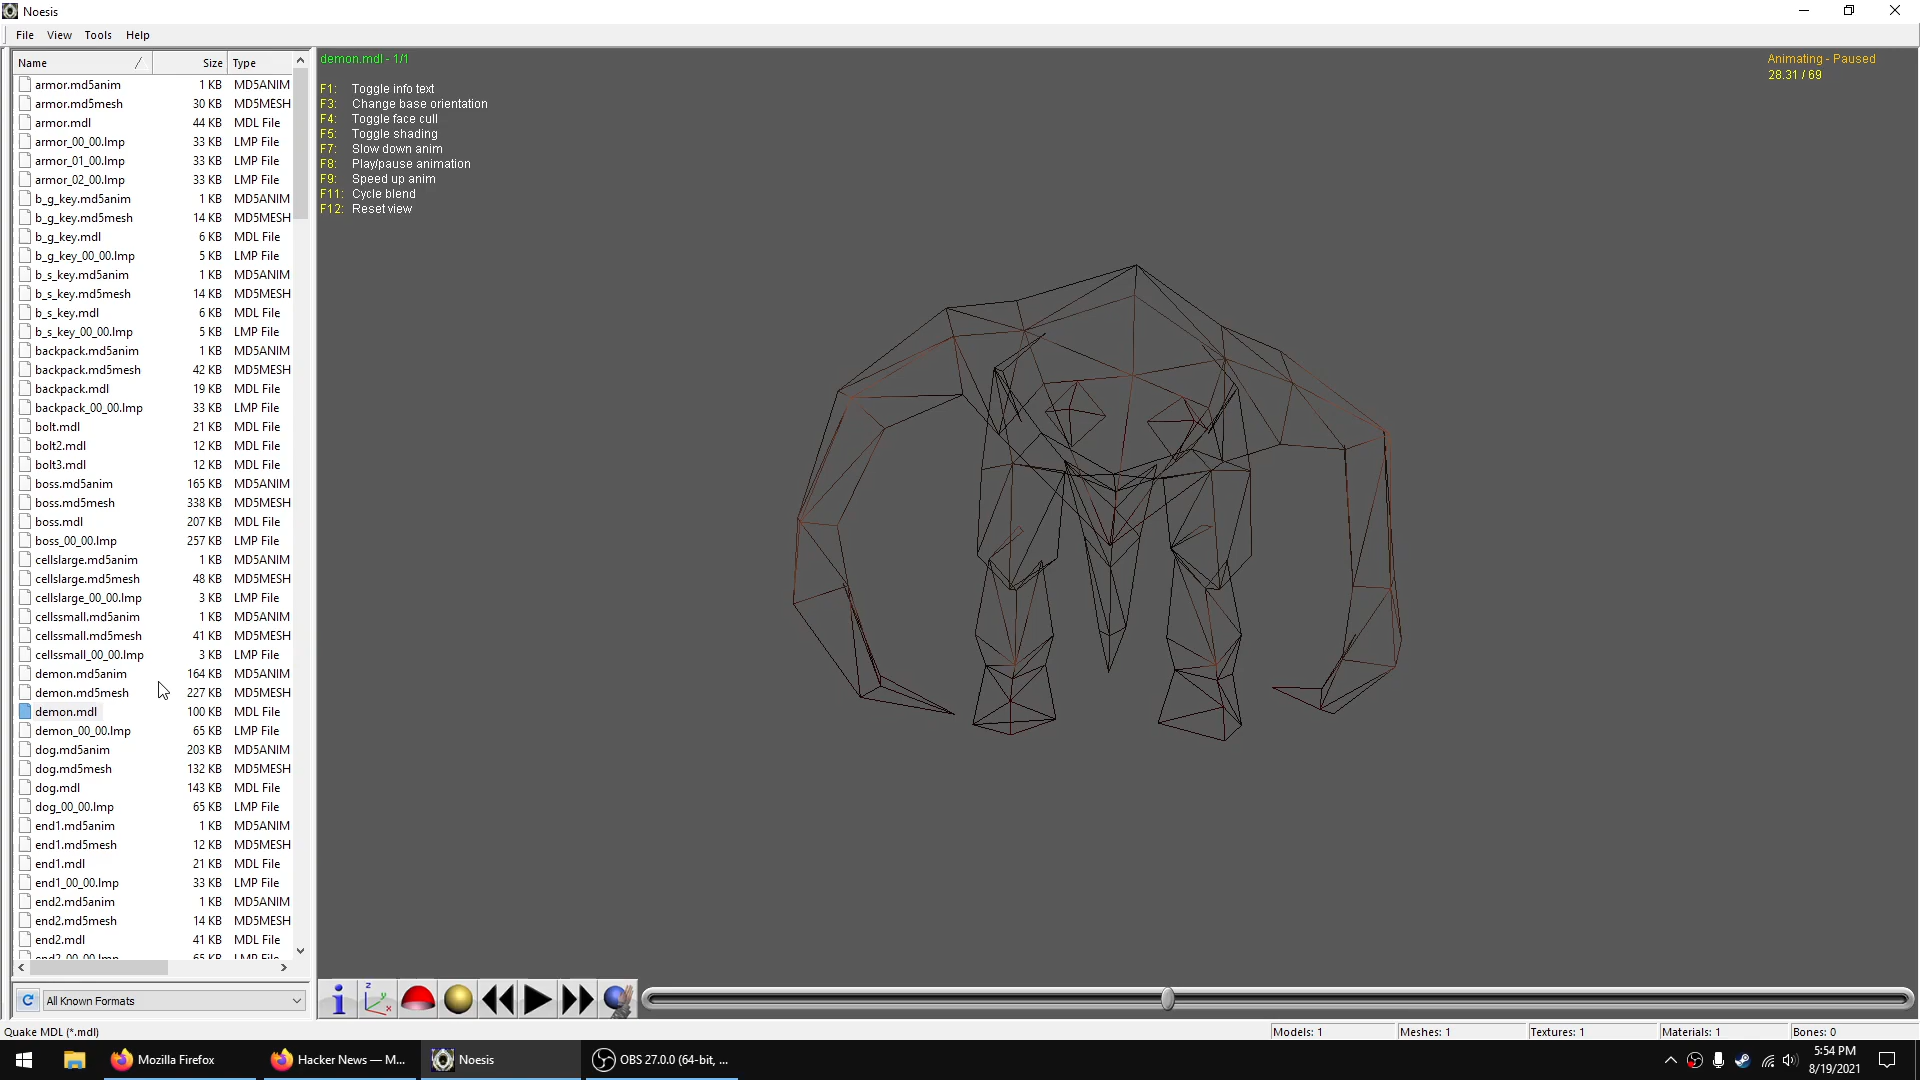 Noesis
File View Tools Help
Name Size Type
armor.md5anim 1 KB MD5ANIM
armor.md5mesh 30 KB MD5MESH
armor.mdl 44 KB MDL File
armor_00_00.lmp 33 KB LMP File
armor_01_00.lmp 33 KB LMP File
armor_02_00.lmp 33 KB LMP File
b_g_key.md5anim 1 KB MD5ANIM
b_g_key.md5mesh 14 KB MD5MESH
b_g_key.mdl 6 KB MDL File
b_g_key_00_00.lmp 5 KB LMP File
b_s_key.md5anim 1 KB MD5ANIM
b_s_key.md5mesh 14 KB MD5MESH
b_s_key.mdl 6 KB MDL File
b_s_key_00_00.lmp 5 KB LMP File
backpack.md5anim 1 KB MD5ANIM
backpack.md5mesh 42 KB MD5MESH
backpack.mdl 19 KB MDL File
backpack_00_00.lmp 33 KB LMP File
bolt.mdl 21 KB MDL File
bolt2.mdl 12 KB MDL File
bolt3.mdl 12 KB MDL File
boss.md5anim 165 KB MD5ANIM
boss.md5mesh 338 KB MD5MESH
boss.mdl 207 KB MDL File
boss_00_00.lmp 257 KB LMP File
cellslarge.md5anim 1 KB MD5ANIM
cellslarge.md5mesh 48 KB MD5MESH
cellslarge_00_00.lmp 3 KB LMP File
cellssmall.md5anim 1 KB MD5ANIM
cellssmall.md5mesh 41 KB MD5MESH
cellssmall_00_00.lmp 3 KB LMP File
demon.md5anim 164 KB MD5ANIM
demon.md5mesh 227 KB MD5MESH
demon.mdl 100 KB MDL File
demon_00_00.lmp 65 KB LMP File
dog.md5anim 203 KB MD5ANIM
dog.md5mesh 132 KB MD5MESH
dog.mdl 143 KB MDL File
dog_00_00.lmp 65 KB LMP File
end1.md5anim 1 KB MD5ANIM
end1.md5mesh 12 KB MD5MESH
end1.mdl 21 KB MDL File
end1_00_00.lmp 33 KB LMP File
end2.md5anim 1 KB MD5ANIM
end2.md5mesh 14 KB MD5MESH
end2.mdl 41 KB MDL File
end2_00_00.lmp 65 KB LMP File
All Known Formats
demon.mdl - 1/1
F1: Toggle info text
F3: Change base orientation
F4: Toggle face cull
F5: Toggle shading
F7: Slow down anim
F8: Play/pause animation
F9: Speed up anim
F11: Cycle blend
F12: Reset view
Animating - Paused
28.31 / 69
z
y
x
Quake MDL (*.mdl) Models: 1 Meshes: 1 Textures: 1 Materials: 1 Bones: 0
Mozilla Firefox Hacker News — M... Noesis OBS 27.0.0 (64-bit, ...
5:54 PM
8/19/2021